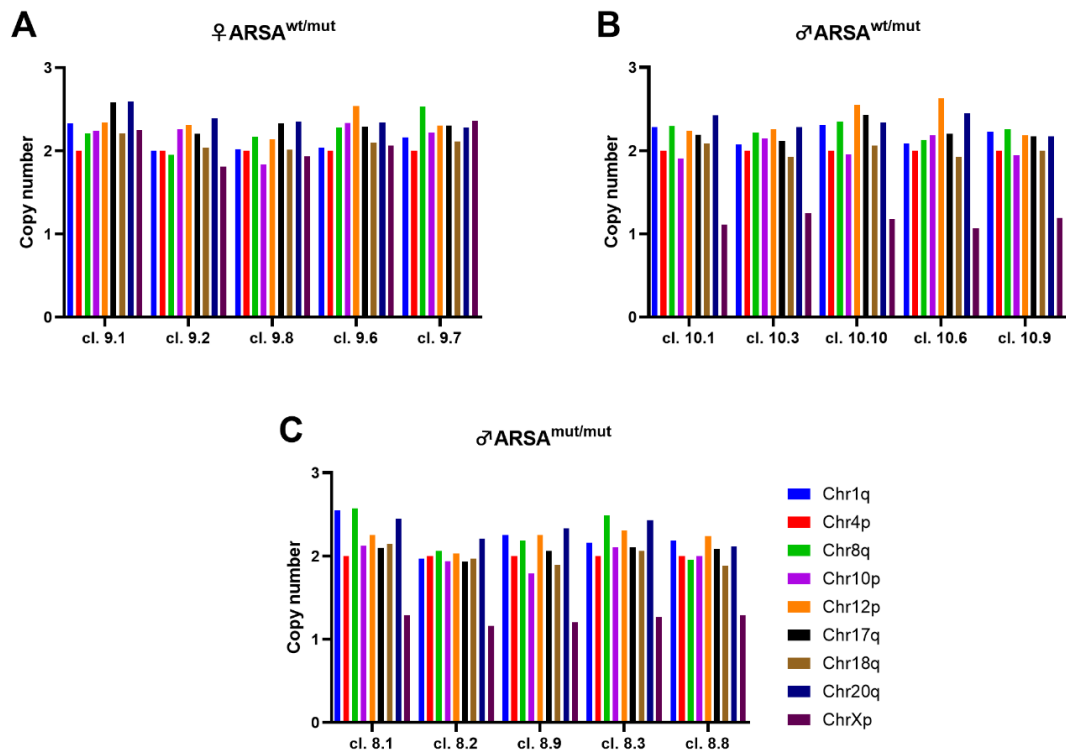 A
♀ARSA^wt/mut
Copy number
3
2
1
0
cl. 9.1 cl. 9.2 cl. 9.8 cl. 9.6 cl. 9.7
B
♂ARSA^wt/mut
Copy number
3
2
1
0
cl. 10.1 cl. 10.3 cl. 10.10 cl. 10.6 cl. 10.9
C
♂ARSA^mut/mut
Copy number
3
2
1
0
cl. 8.1 cl. 8.2 cl. 8.9 cl. 8.3 cl. 8.8
Chr1q
Chr4p
Chr8q
Chr10p
Chr12p
Chr17q
Chr18q
Chr20q
ChrXp